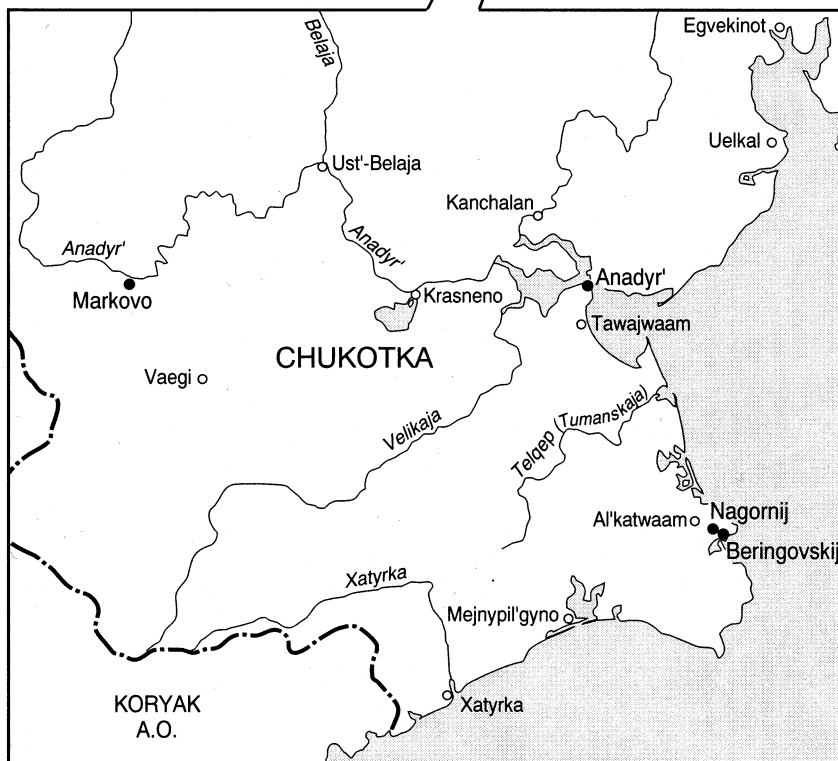 Egvekinot
Belaja
Uelkal
Ust'-Belaja
Kanchalan
Anadyr'
Anadyr'
Anadyr'
Markovo
Krasneno
Tawajwaam
CHUKOTKA
Vaegi
Velikaja
Telqep (Tumanskaja)
Al'katwaam
Nagornij
Beringovskij
Xatyrka
Mejnypil'gyno
KORYAK
A.O.
Xatyrka